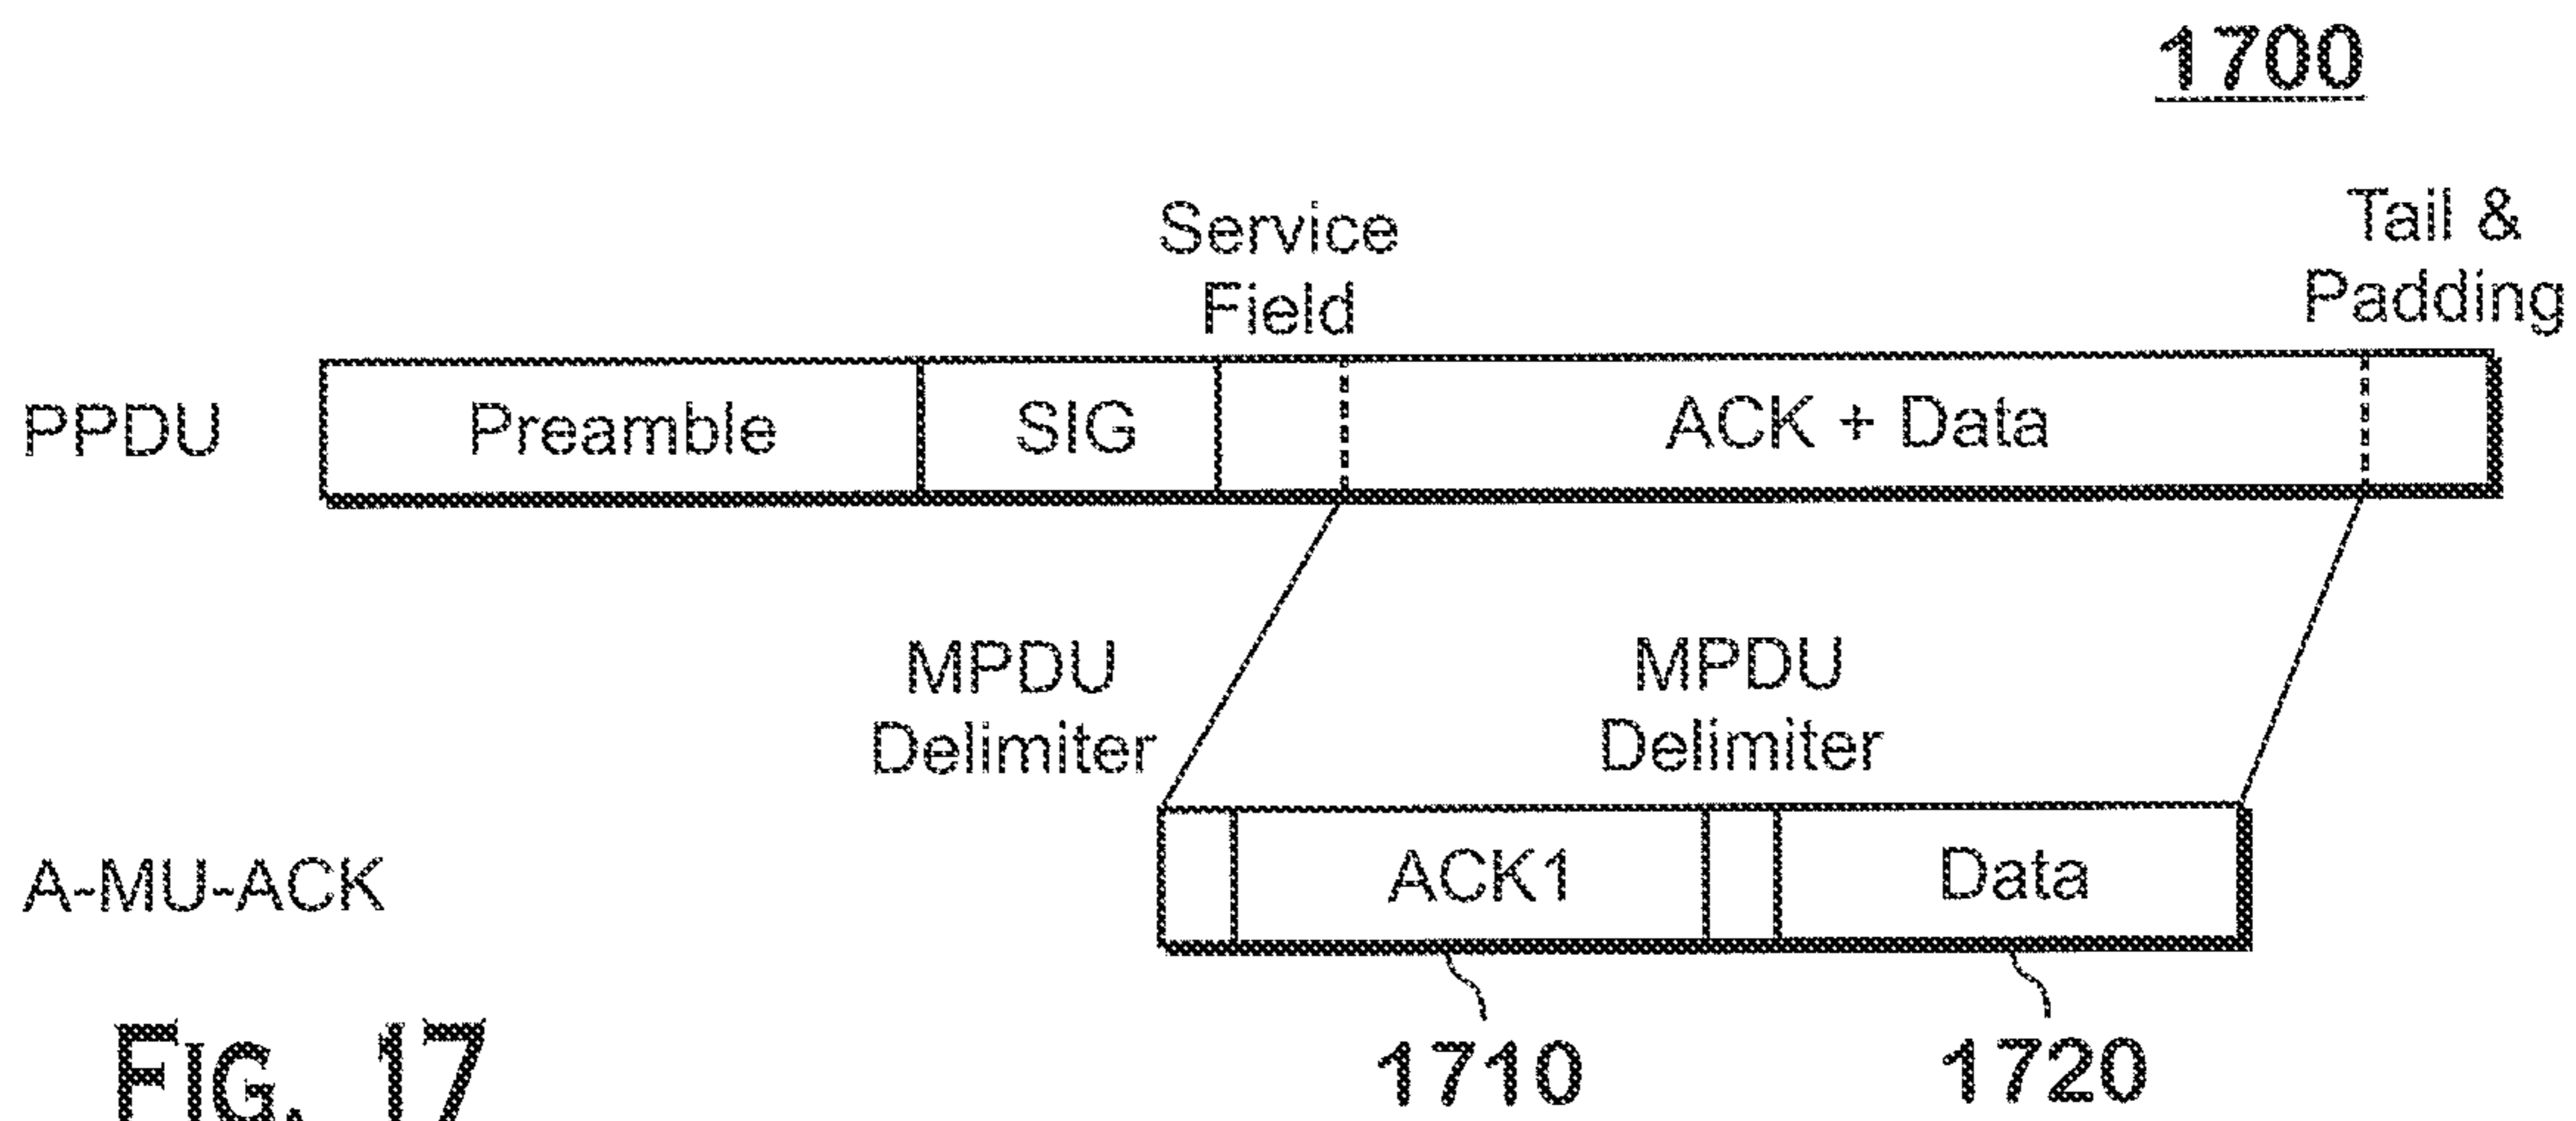 1700
Service
Field
Tail &
Padding
PPDU
Preamble
SIG
ACK + Data
MPDU
Delimiter
MPDU
Delimiter
A-MU-ACK
ACK1
Data
1710
1720
FIG. 17